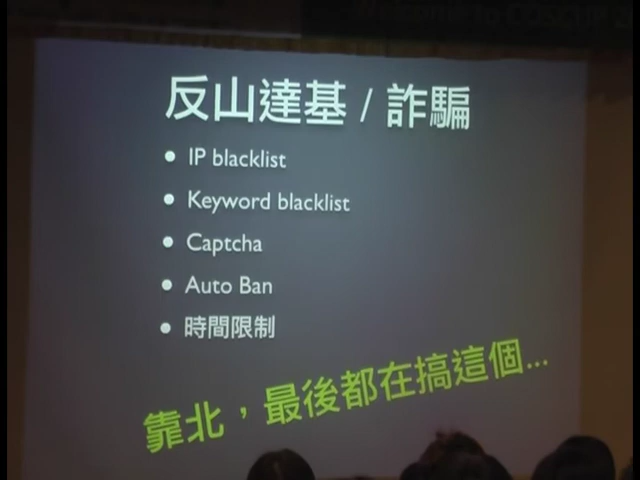 反山達基 / 詐騙
IP blacklist
Keyword blacklist
Captcha
Auto Ban
時間限制
靠北，最後都在搞這個...